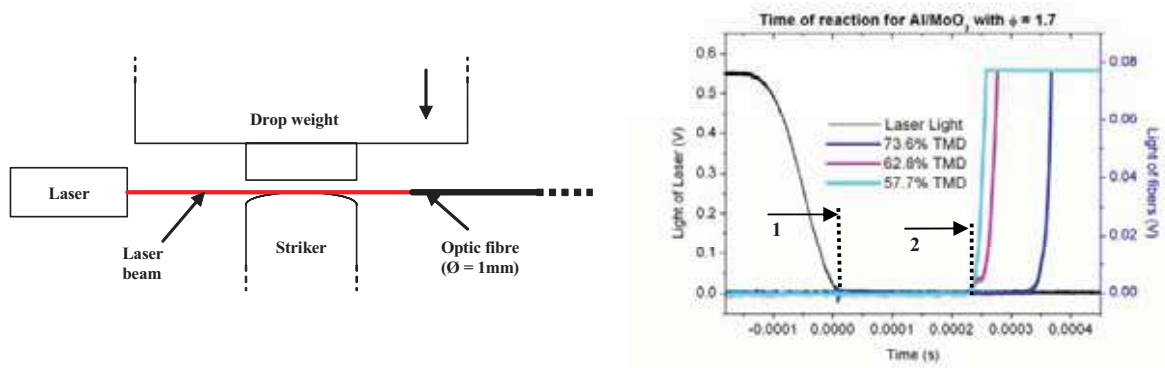 Drop weight
Laser
Laser
beam
Striker
Optic fibre
(Ø = 1mm)
Time of reaction for Al/MoO3 with ϕ = 1.7
Light of Laser (V)
0.6
0.5
0.4
0.3
0.2
0.1
0.0
Laser Light
73.6% TMD
62.8% TMD
57.7% TMD
1
2
0.08
0.06
0.04
0.02
0.00
Light of fibers (V)
-0.0001
0.0000
0.0001
0.0002
0.0003
0.0004
Time (s)